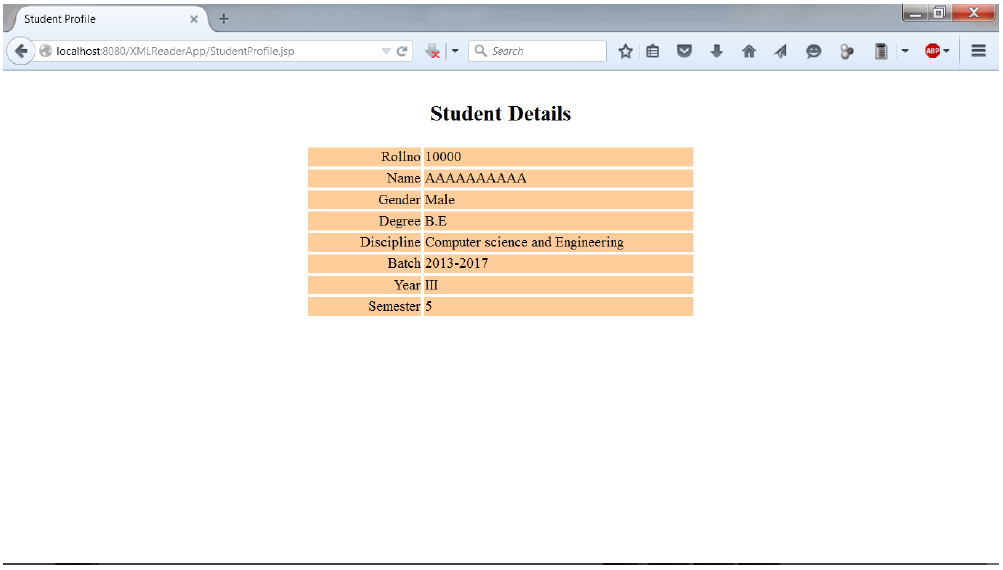 Student Profile
localhost:8080/XMLReaderApp/StudentProfile.jsp
Search
ABP
Student Details
Rollno 10000
Name AAAAAAAAAA
Gender Male
Degree B.E
Discipline Computer science and Engineering
Batch 2013-2017
Year III
Semester 5